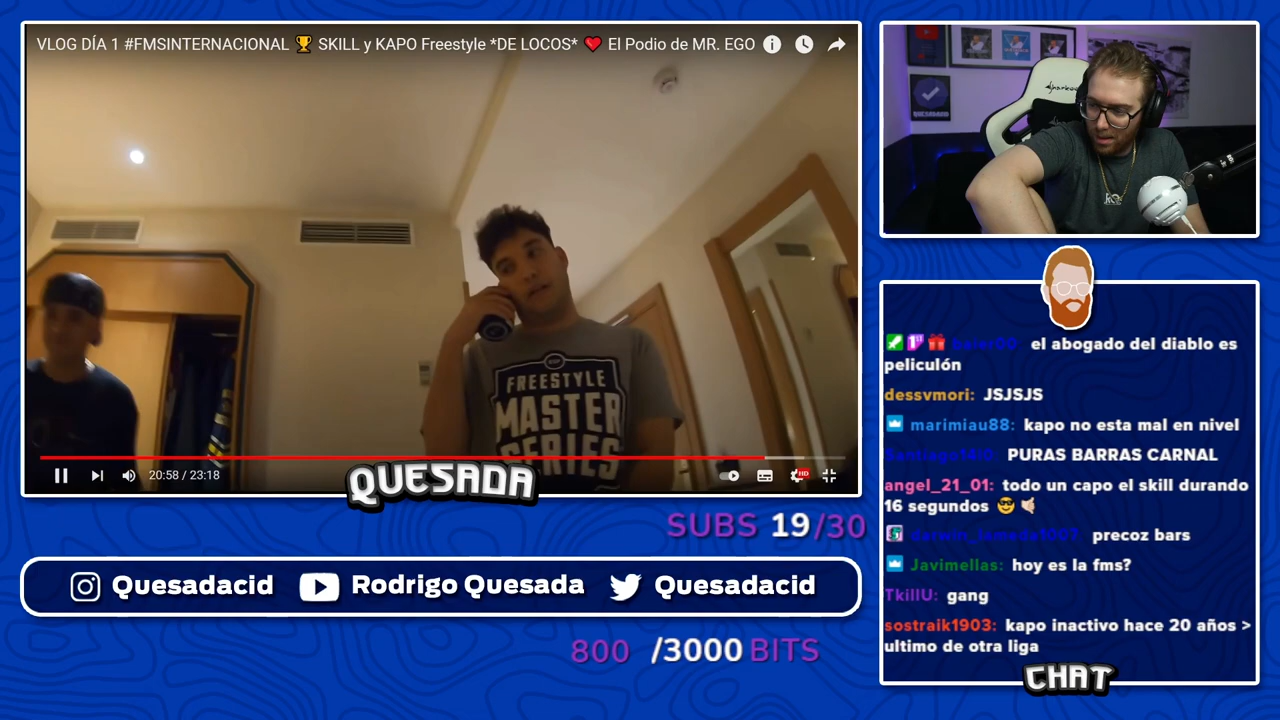 VLOG DÍA 1 #FMSINTERNACIONAL 🏆 SKILL y KAPO Freestyle *DE LOCOS* ❤️ El Podio de MR. EGO
FREESTYLE
MASTER
SERIES
20:58 / 23:18
HD
QUESADA
SUBS 19/30
Quesadacid Rodrigo Quesada Quesadacid
800 /3000 BITS
el abogado del diablo es
peliculón
dessvmori: JSJSJS
marimiau88: kapo no esta mal en nivel
PURAS BARRAS CARNAL
angel_21_01: todo un capo el skill durando
16 segundos 😎 🤙🏼
precoz bars
Javimellas: hoy es la fms?
TkillU: gang
sostraik1903: kapo inactivo hace 20 años >
ultimo de otra liga
CHAT